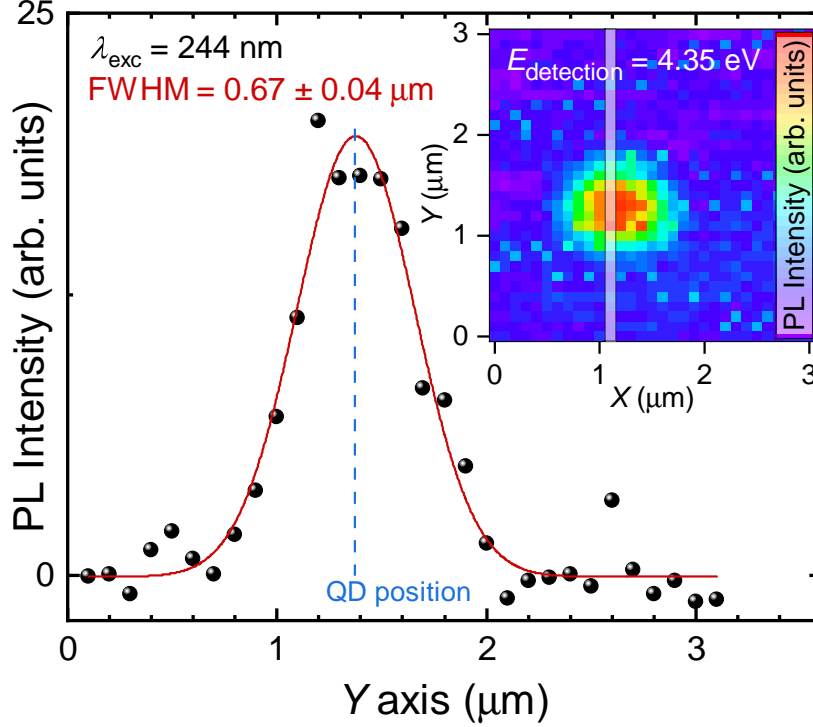 25
0
PL Intensity (arb. units)
λexc = 244 nm
FWHM = 0.67 ± 0.04 μm
QD position
0 1 2 3
Y axis (μm)
Edetection = 4.35 eV
PL Intensity (arb. units)
3
2
1
0
Y (μm)
0 1 2 3
X (μm)